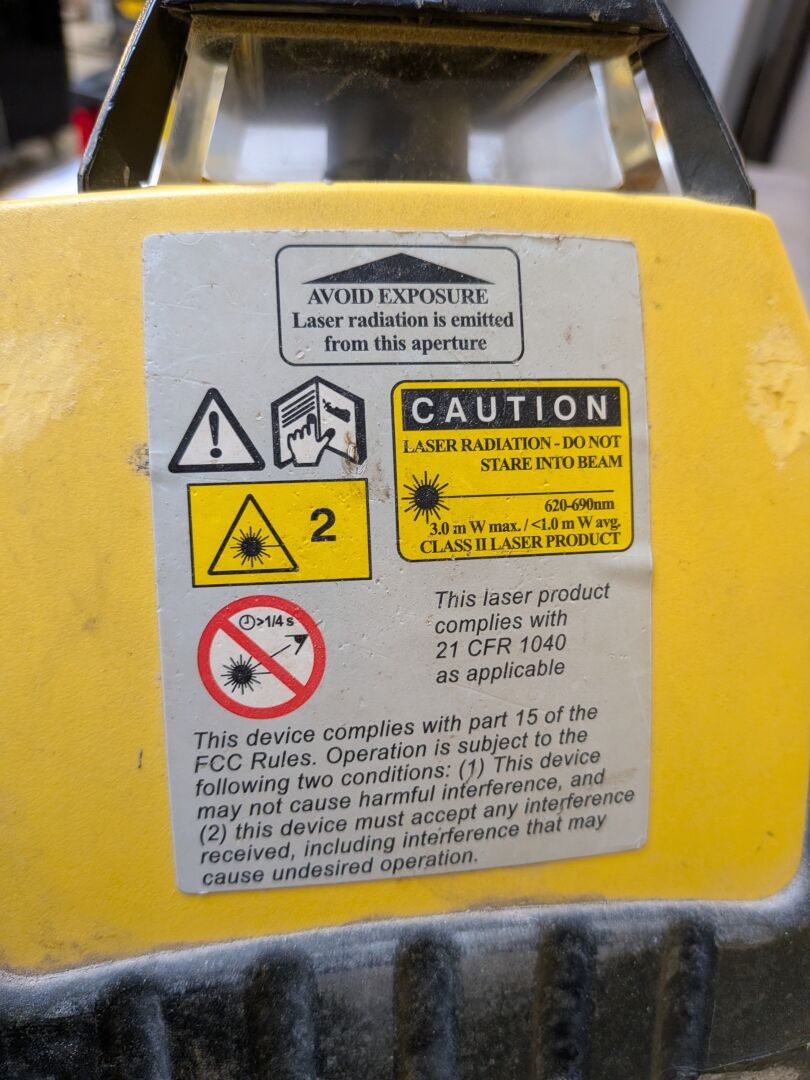 AVOID EXPOSURE
Laser radiation is emitted
from this aperture
CAUTION
LASER RADIATION - DO NOT
STARE INTO BEAM
620-690nm
3.0 m W max. / <1.0 m W avg.
CLASS II LASER PRODUCT
2
>1/4 s
This laser product
complies with
21 CFR 1040
as applicable
This device complies with part 15 of the
FCC Rules. Operation is subject to the
following two conditions: (1) This device
may not cause harmful interference, and
(2) this device must accept any interference
received, including interference that may
cause undesired operation.